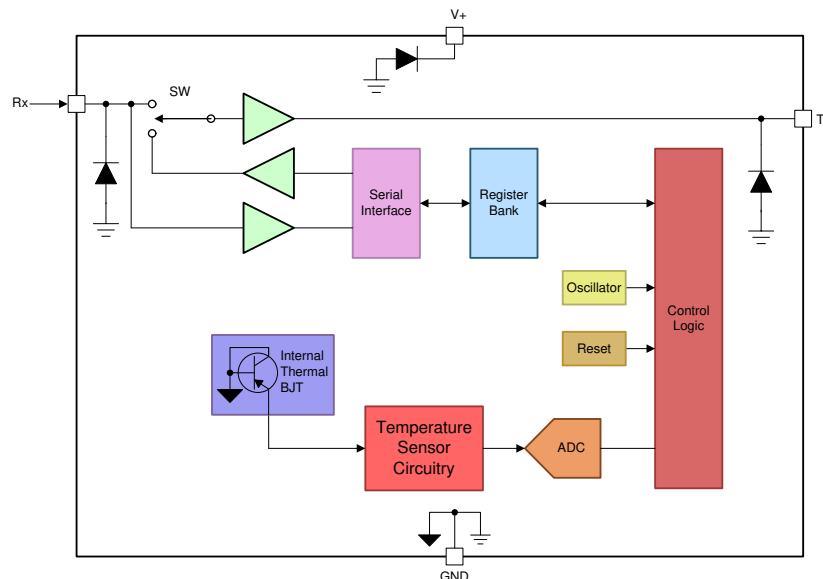 V+
SW
Rx
T
Serial
Interface
Register
Bank
Oscillator
Control
Logic
Reset
Internal
Thermal
BJT
Temperature
Sensor
Circuitry
ADC
GND